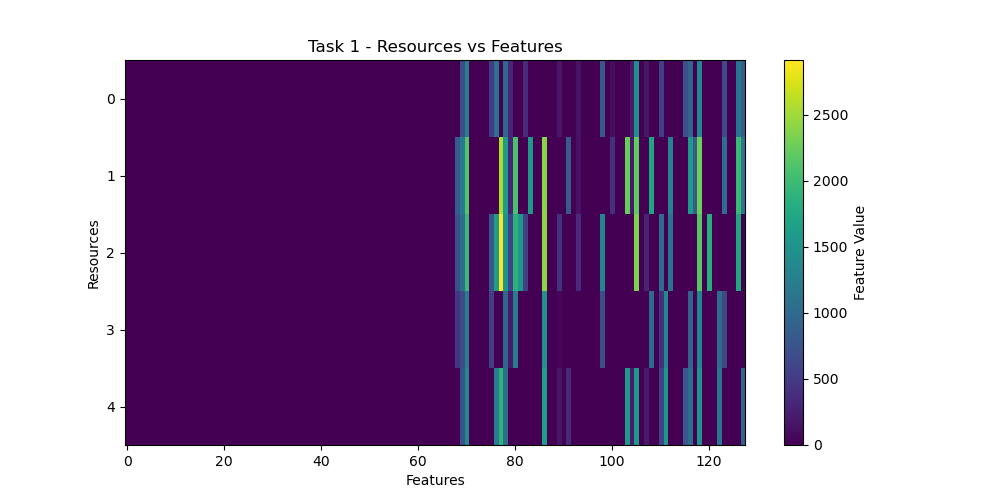 Task 1 - Resources vs Features
Resources
0
1
2
3
4
0 20 40 60 80 100 120
Features
2500
2000
1500
1000
500
0
Feature Value